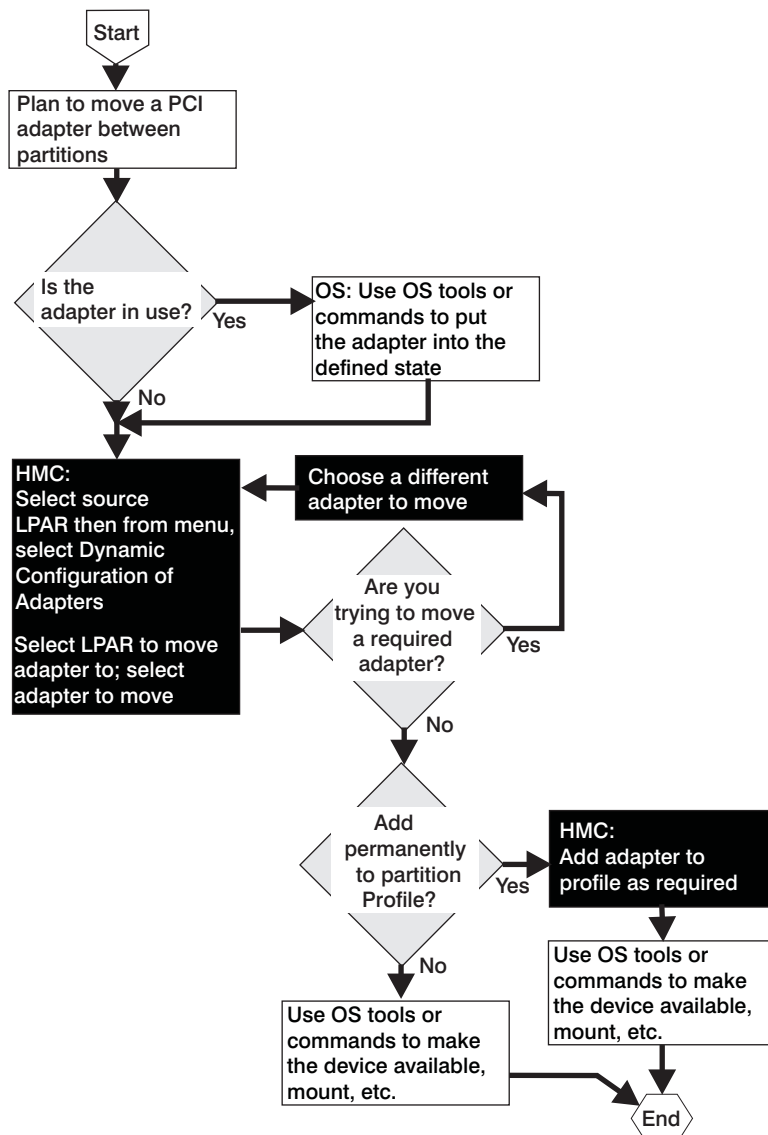 Start
Plan to move a PCI
adapter between
partitions
Is the
adapter in use?
Yes
OS: Use OS tools or
commands to put
the adapter into the
defined state
No
HMC:
Select source
LPAR then from menu,
select Dynamic
Configuration of
Adapters
Select LPAR to move
adapter to; select
adapter to move
Choose a different
adapter to move
Are you
trying to move
a required
adapter?
Yes
No
Add
permanently
to partition
Profile?
Yes
HMC:
Add adapter to
profile as required
No
Use OS tools or
commands to make
the device available,
mount, etc.
Use OS tools or
commands to make
the device available,
mount, etc.
End